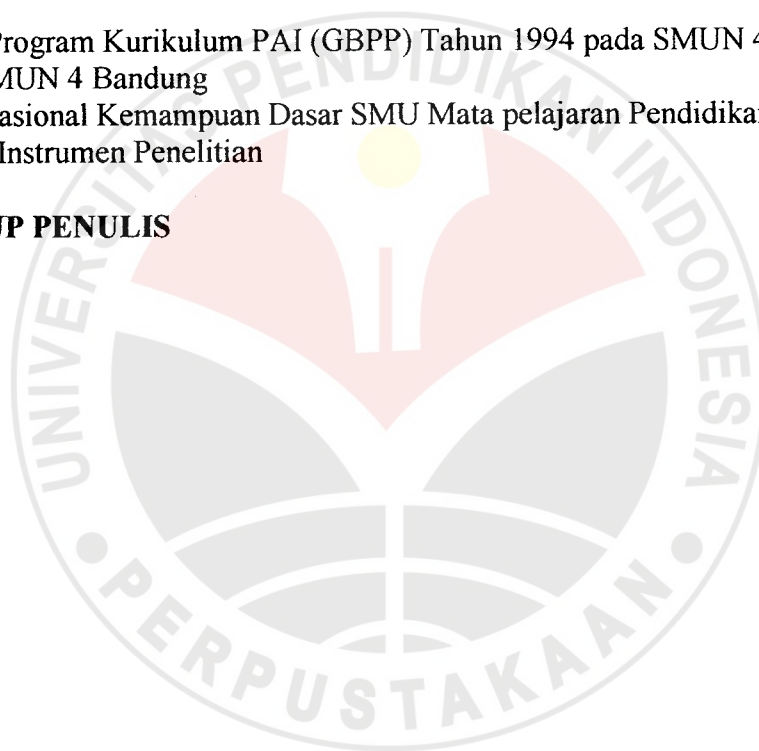 Program Kurikulum PAI (GBPP) Tahun 1994 pada SMUN 4
MUN 4 Bandung
asional Kemampuan Dasar SMU Mata pelajaran Pendidikan
Instrumen Penelitian
UP PENULIS
UNIVERSITAS PENDIDIKAN INDONESIA
PERPUSTAKAAN